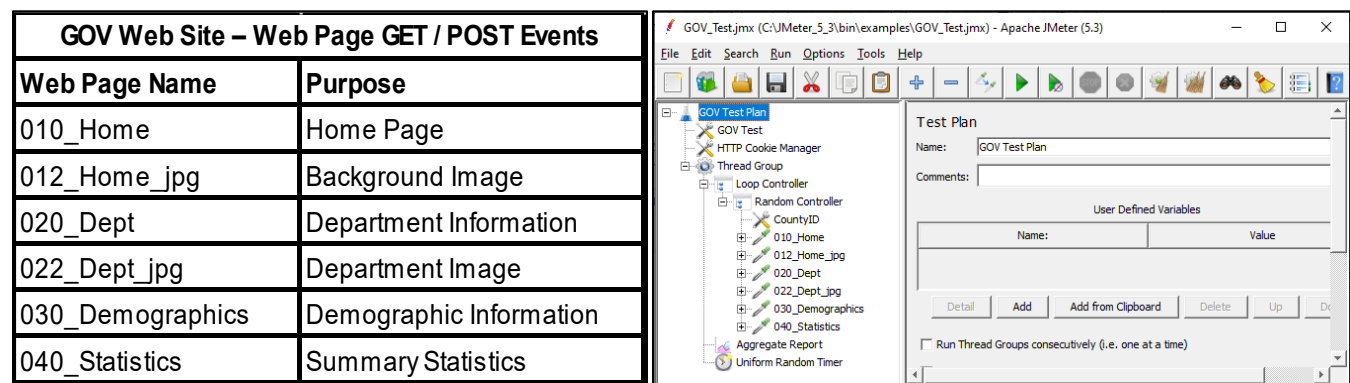 GOV Web Site – Web Page GET / POST Events
Web Page Name Purpose
010_Home Home Page
012_Home_jpg Background Image
020_Dept Department Information
022_Dept_jpg Department Image
030_Demographics Demographic Information
040_Statistics Summary Statistics
GOV_Test.jmx (C:\JMeter_5_3\bin\examples\GOV_Test.jmx) - Apache JMeter (5.3)
File Edit Search Run Options Tools Help
GOV Test Plan
GOV Test
HTTP Cookie Manager
Thread Group
Loop Controller
Random Controller
CountyID
010_Home
012_Home_jpg
020_Dept
022_Dept_jpg
030_Demographics
040_Statistics
Aggregate Report
Uniform Random Timer
Test Plan
Name: GOV Test Plan
Comments:
User Defined Variables
Name: Value
Detail Add Add from Clipboard Delete Up Do
Run Thread Groups consecutively (i.e. one at a time)